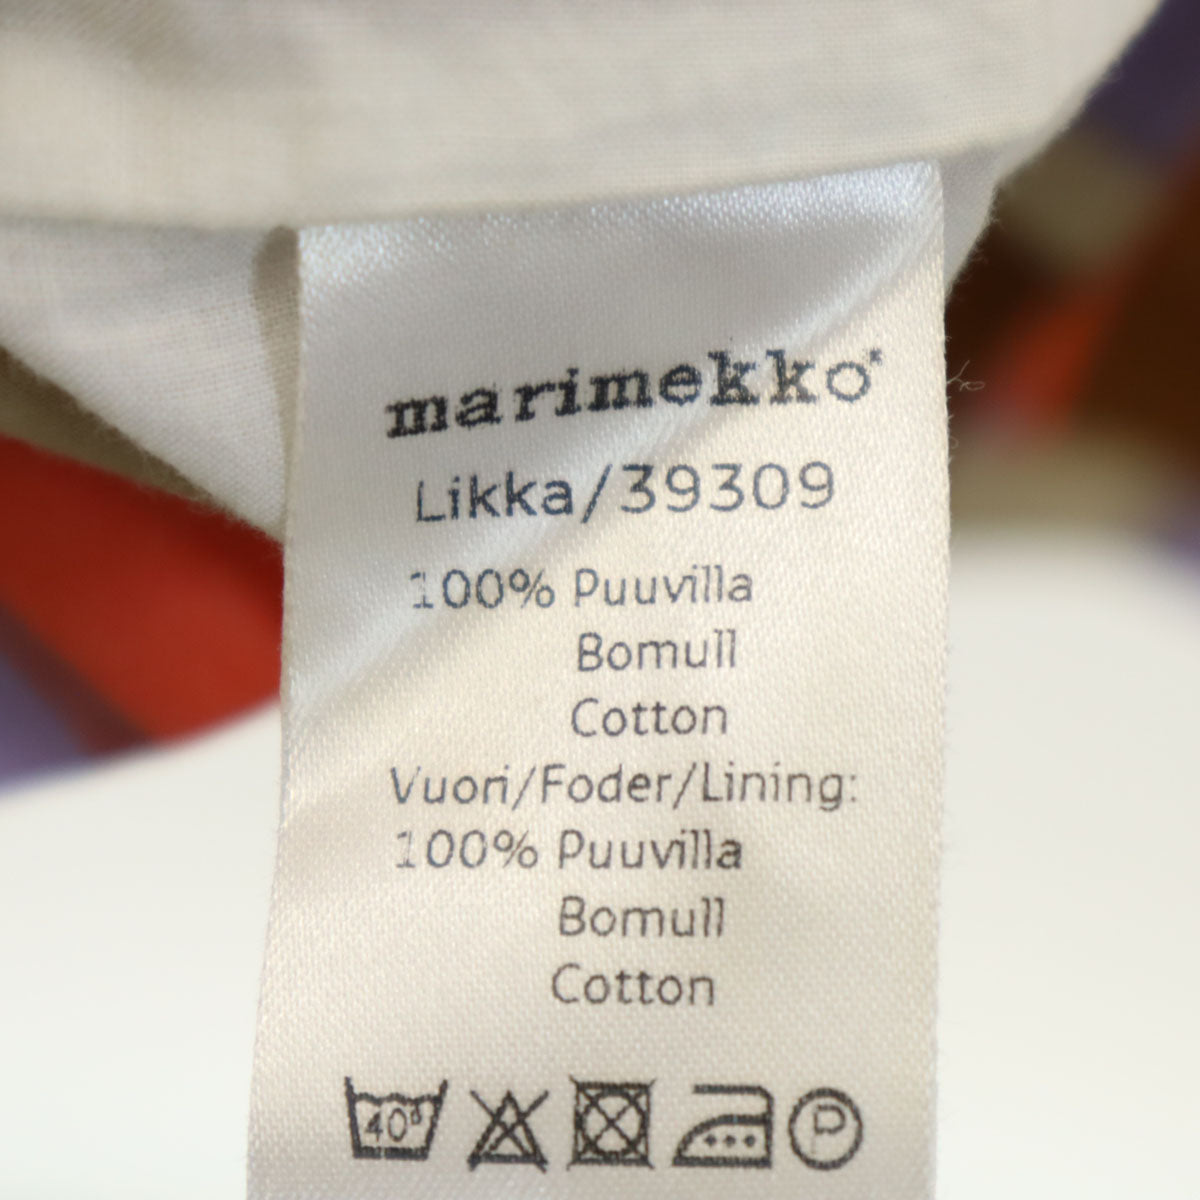 marimekko
Likka/39309
100% Puuvilla
Bomull
Cotton
Vuori/Foder/Lining:
100% Puuvilla
Bomull
Cotton
40° P